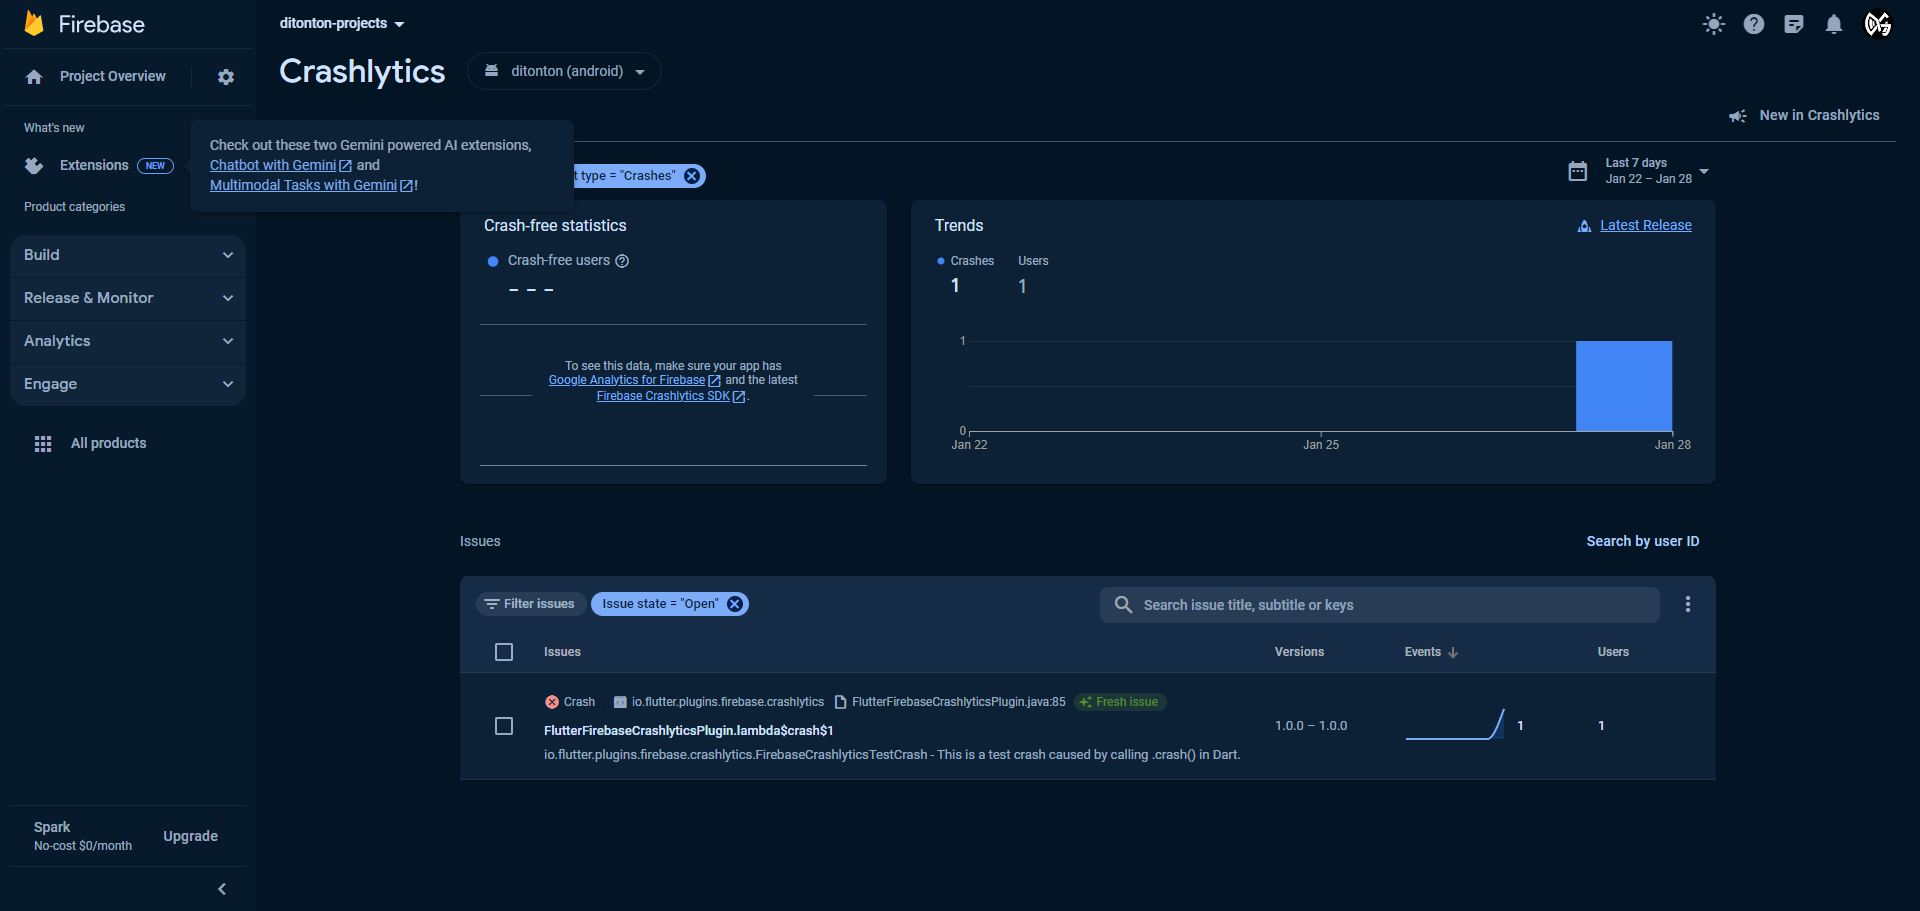 Firebase
ditonton-projects
Project Overview
Crashlytics
ditonton (android)
New in Crashlytics
What's new
Extensions NEW
Check out these two Gemini powered AI extensions,
Chatbot with Gemini and
Multimodal Tasks with Gemini !
t type = "Crashes"
Last 7 days
Jan 22 – Jan 28
Product categories
Build
Release & Monitor
Analytics
Engage
All products
Crash-free statistics
Crash-free users
– – –
To see this data, make sure your app has
Google Analytics for Firebase and the latest
Firebase Crashlytics SDK .
Trends
Latest Release
Crashes Users
1 1
1
0
Jan 22 Jan 25 Jan 28
Issues
Search by user ID
Filter issues
Issue state = "Open"
Search issue title, subtitle or keys
Issues Versions Events Users
Crash io.flutter.plugins.firebase.crashlytics FlutterFirebaseCrashlyticsPlugin.java:85 Fresh issue
FlutterFirebaseCrashlyticsPlugin.lambda$crash$1
1.0.0 – 1.0.0 1 1
io.flutter.plugins.firebase.crashlytics.FirebaseCrashlyticsTestCrash - This is a test crash caused by calling .crash() in Dart.
Spark
No-cost $0/month
Upgrade